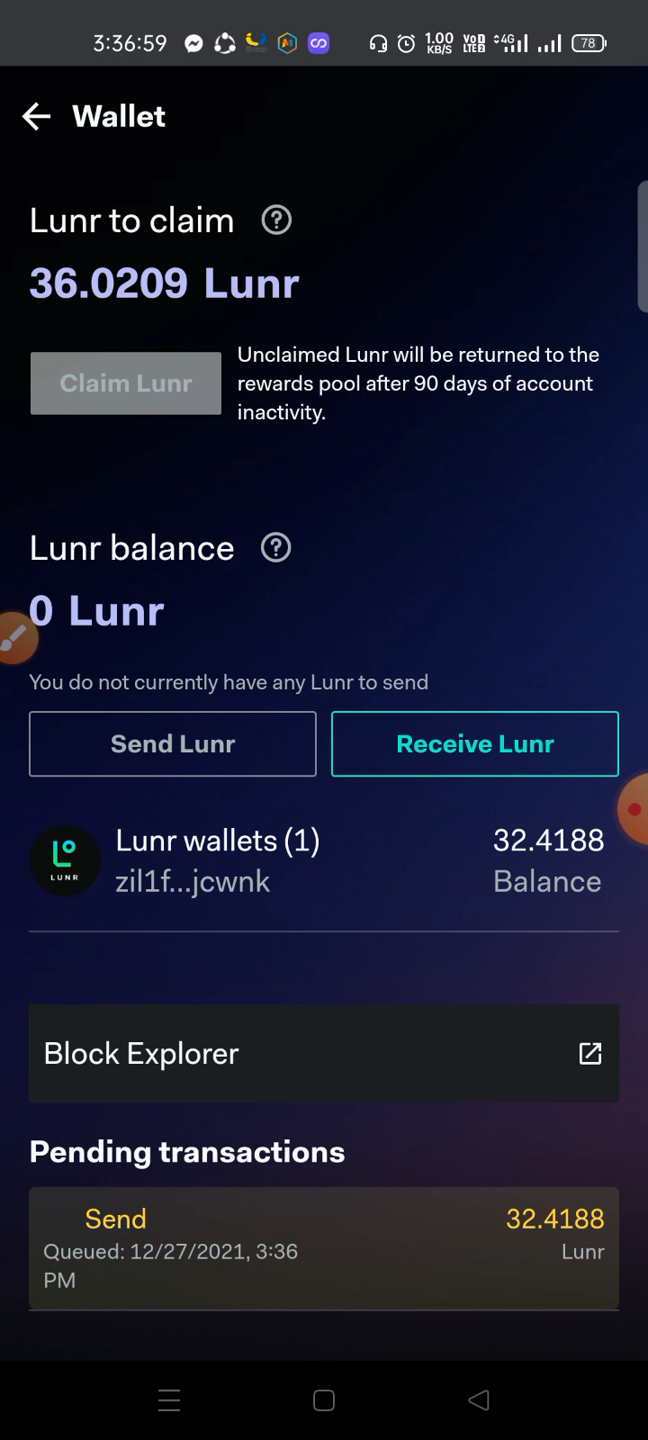 3:36:59
1.00 KB/S
VoD LTE2
4G
78
Wallet
Lunr to claim
36.0209 Lunr
Claim Lunr
Unclaimed Lunr will be returned to the
rewards pool after 90 days of account
inactivity.
Lunr balance
0 Lunr
You do not currently have any Lunr to send
Send Lunr
Receive Lunr
Lunr wallets (1)
32.4188
LUNR
zil1f...jcwnk
Balance
Block Explorer
Pending transactions
Send
32.4188
Queued: 12/27/2021, 3:36
PM
Lunr